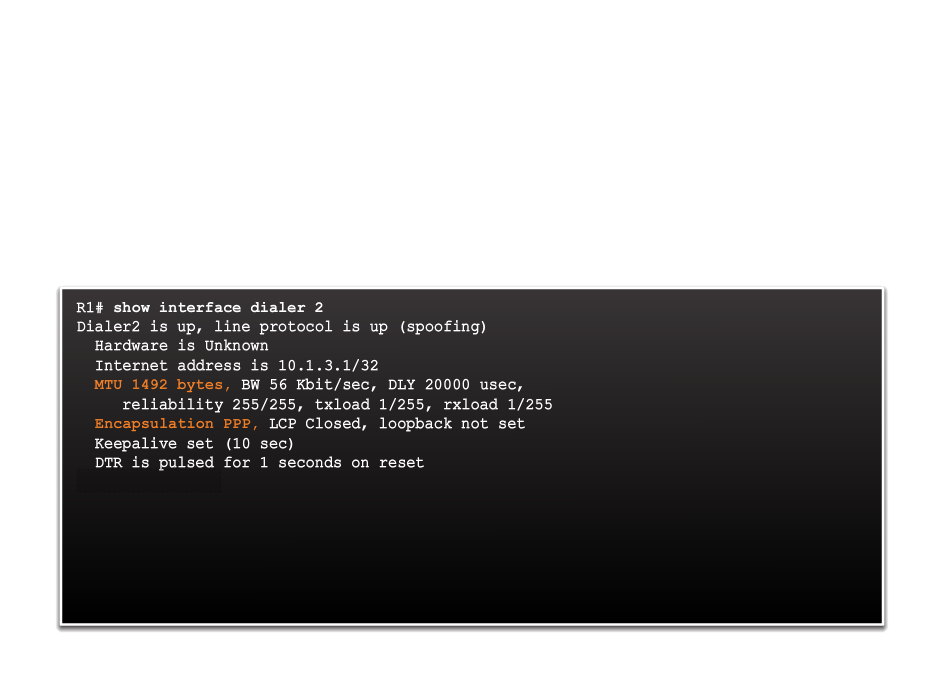 R1# show interface dialer 2
Dialer2 is up, line protocol is up (spoofing)
Hardware is Unknown
Internet address is 10.1.3.1/32
MTU 1492 bytes, BW 56 Kbit/sec, DLY 20000 usec,
reliability 255/255, txload 1/255, rxload 1/255
Encapsulation PPP, LCP Closed, loopback not set
Keepalive set (10 sec)
DTR is pulsed for 1 seconds on reset